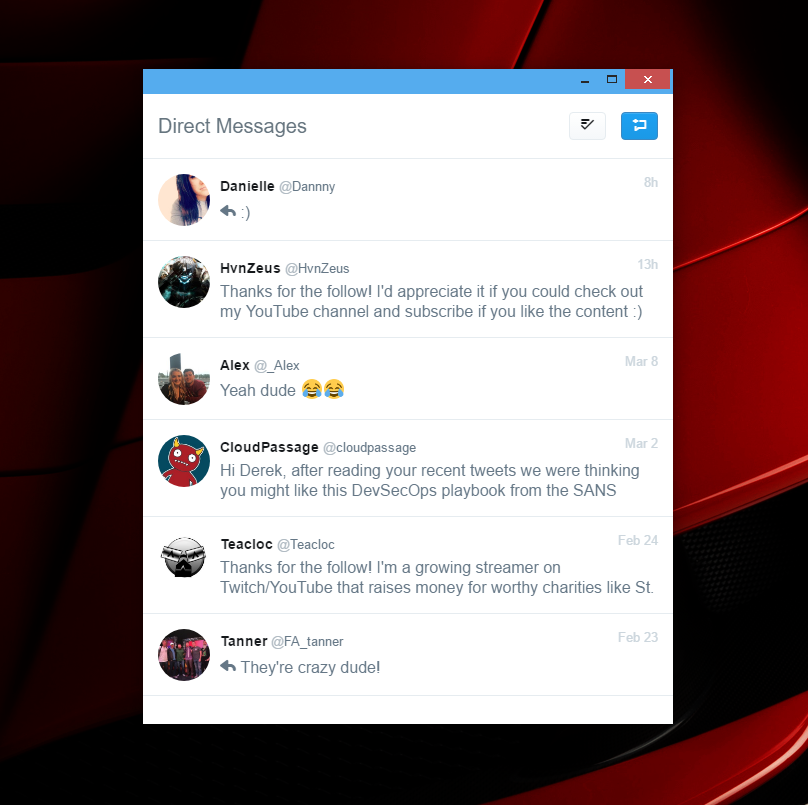 Direct Messages
Danielle @Dannny 8h
:)
HvnZeus @HvnZeus 13h
Thanks for the follow! I'd appreciate it if you could check out
my YouTube channel and subscribe if you like the content :)
Alex @_Alex Mar 8
Yeah dude 😂😂
CloudPassage @cloudpassage Mar 2
Hi Derek, after reading your recent tweets we were thinking
you might like this DevSecOps playbook from the SANS
Teacloc @Teacloc Feb 24
Thanks for the follow! I'm a growing streamer on
Twitch/YouTube that raises money for worthy charities like St.
Tanner @FA_tanner Feb 23
They're crazy dude!